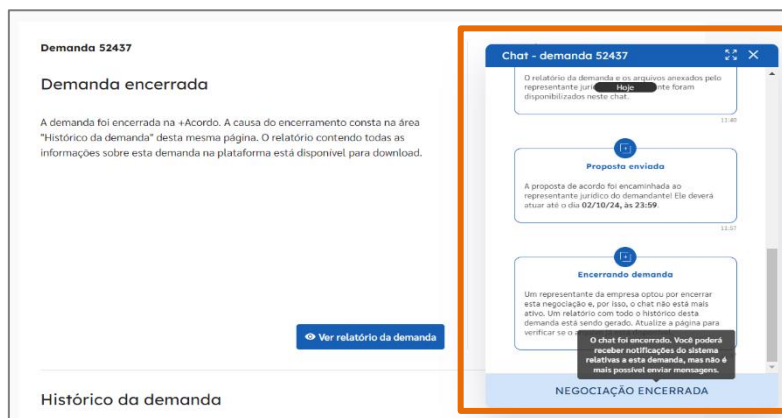 Demanda 52437
Demanda encerrada
A demanda foi encerrada na +Acordo. A causa do encerramento consta na área
"Histórico da demanda" desta mesma página. O relatório contendo todas as
informações sobre esta demanda na plataforma está disponível para download.
Ver relatório da demanda
Histórico da demanda
Chat - demanda 52437
O relatório da demanda e os arquivos anexados pelo
representante Hoje foram
disponibilizados neste chat.
11:40
Proposta enviada
A proposta de acordo foi encaminhada ao
representante jurídico do demandante! Ele deverá
atuar até o dia 02/10/24, às 23:59.
11:57
Encerrando demanda
Um representante da empresa optou por encerrar
esta negociação e, por isso, o chat não está mais
ativo. Um relatório com todo o histórico desta
demanda está sendo gerado. Atualize a página para
verificar se o
O chat foi encerrado. Você poderá
receber notificações do sistema
relativas a esta demanda, mas não é
mais possível enviar mensagens.
NEGOCIAÇÃO ENCERRADA